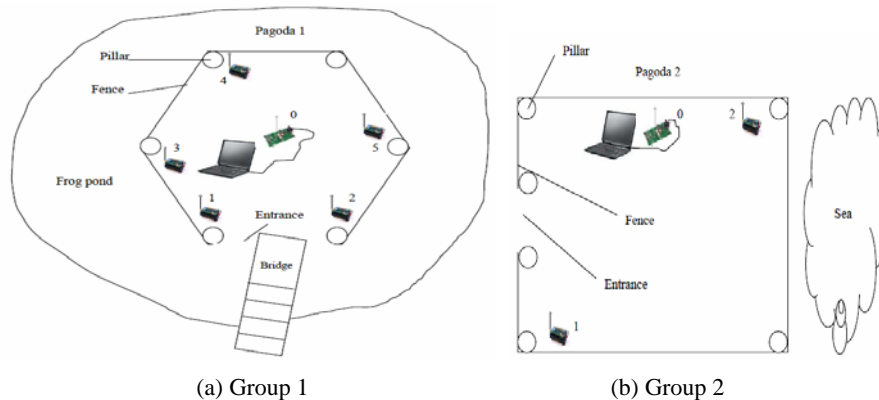 Pagoda 1
Pillar
Fence
4
0
3
5
Frog pond
1
2
Entrance
Bridge
(a) Group 1
Pillar
Pagoda 2
0
2
Fence
Sea
Entrance
1
(b) Group 2